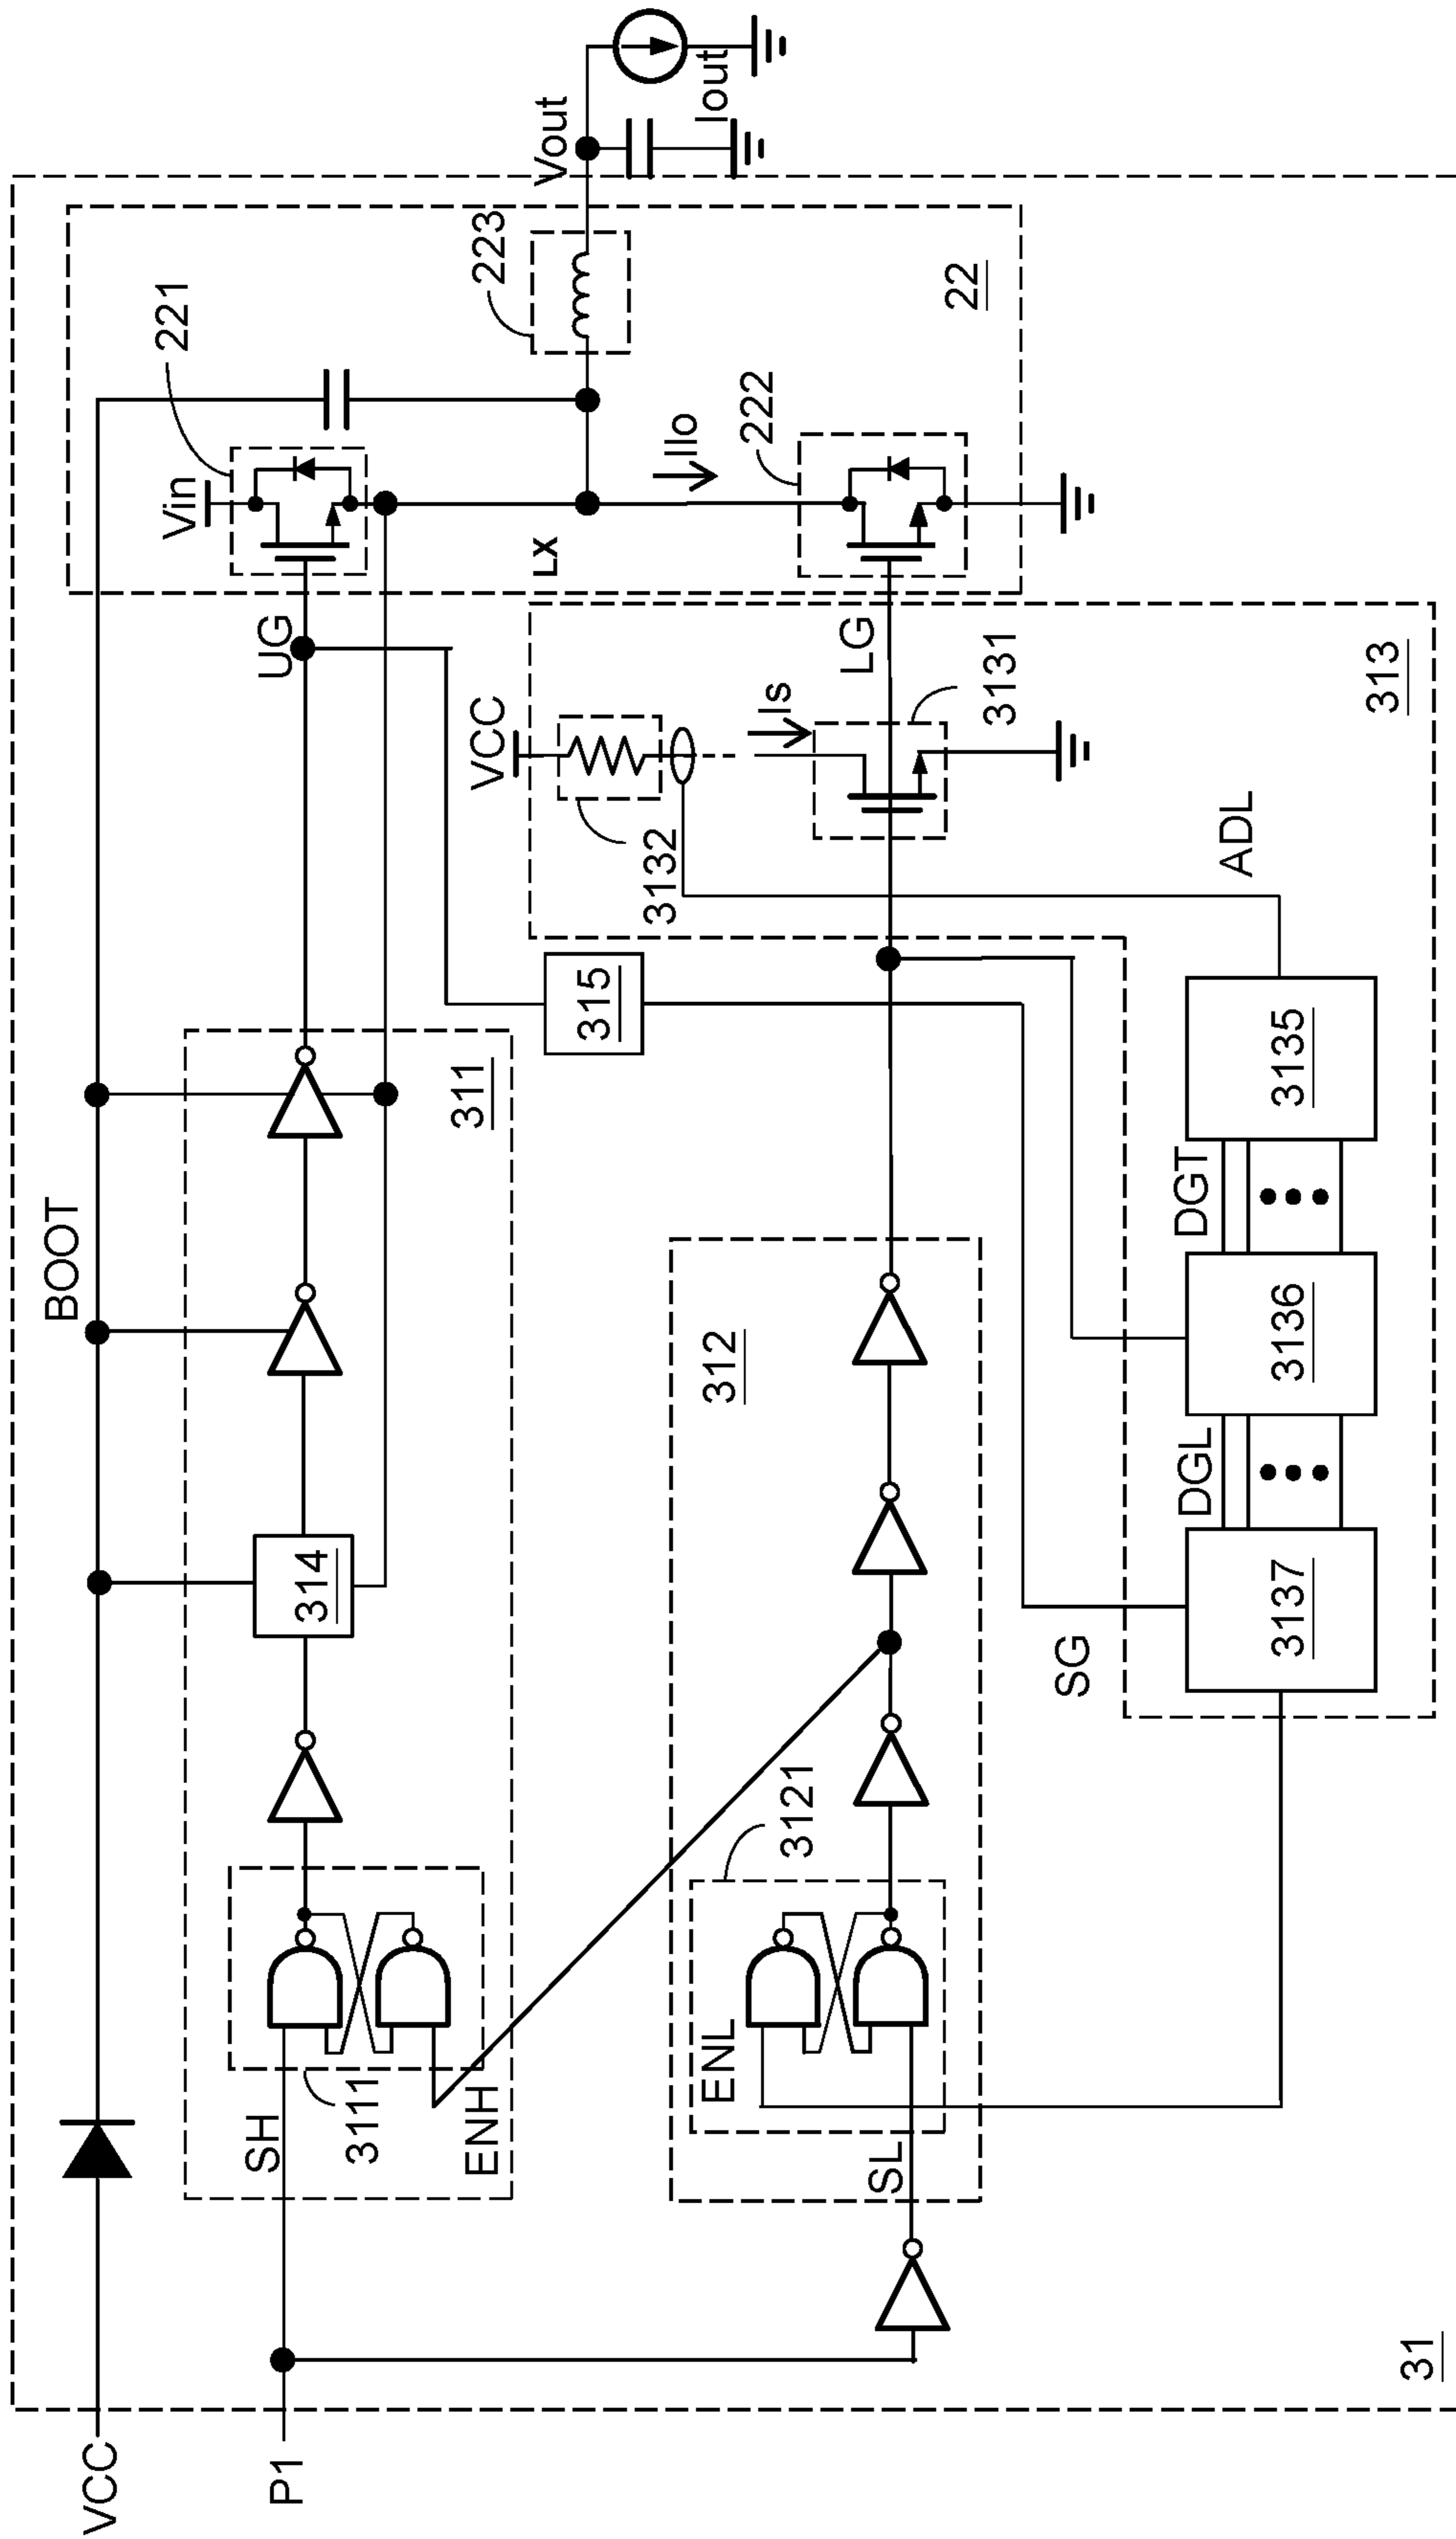 VCC
BOOT
P1
SH
3111
ENH
314
311
UG
Vin
221
LX
223
Vout
Iout
22
Ilo
222
315
VCC
3132
Is
LG
3131
ADL
313
SL
ENL
3121
312
SG
3137
DGL
3136
DGT
3135
31